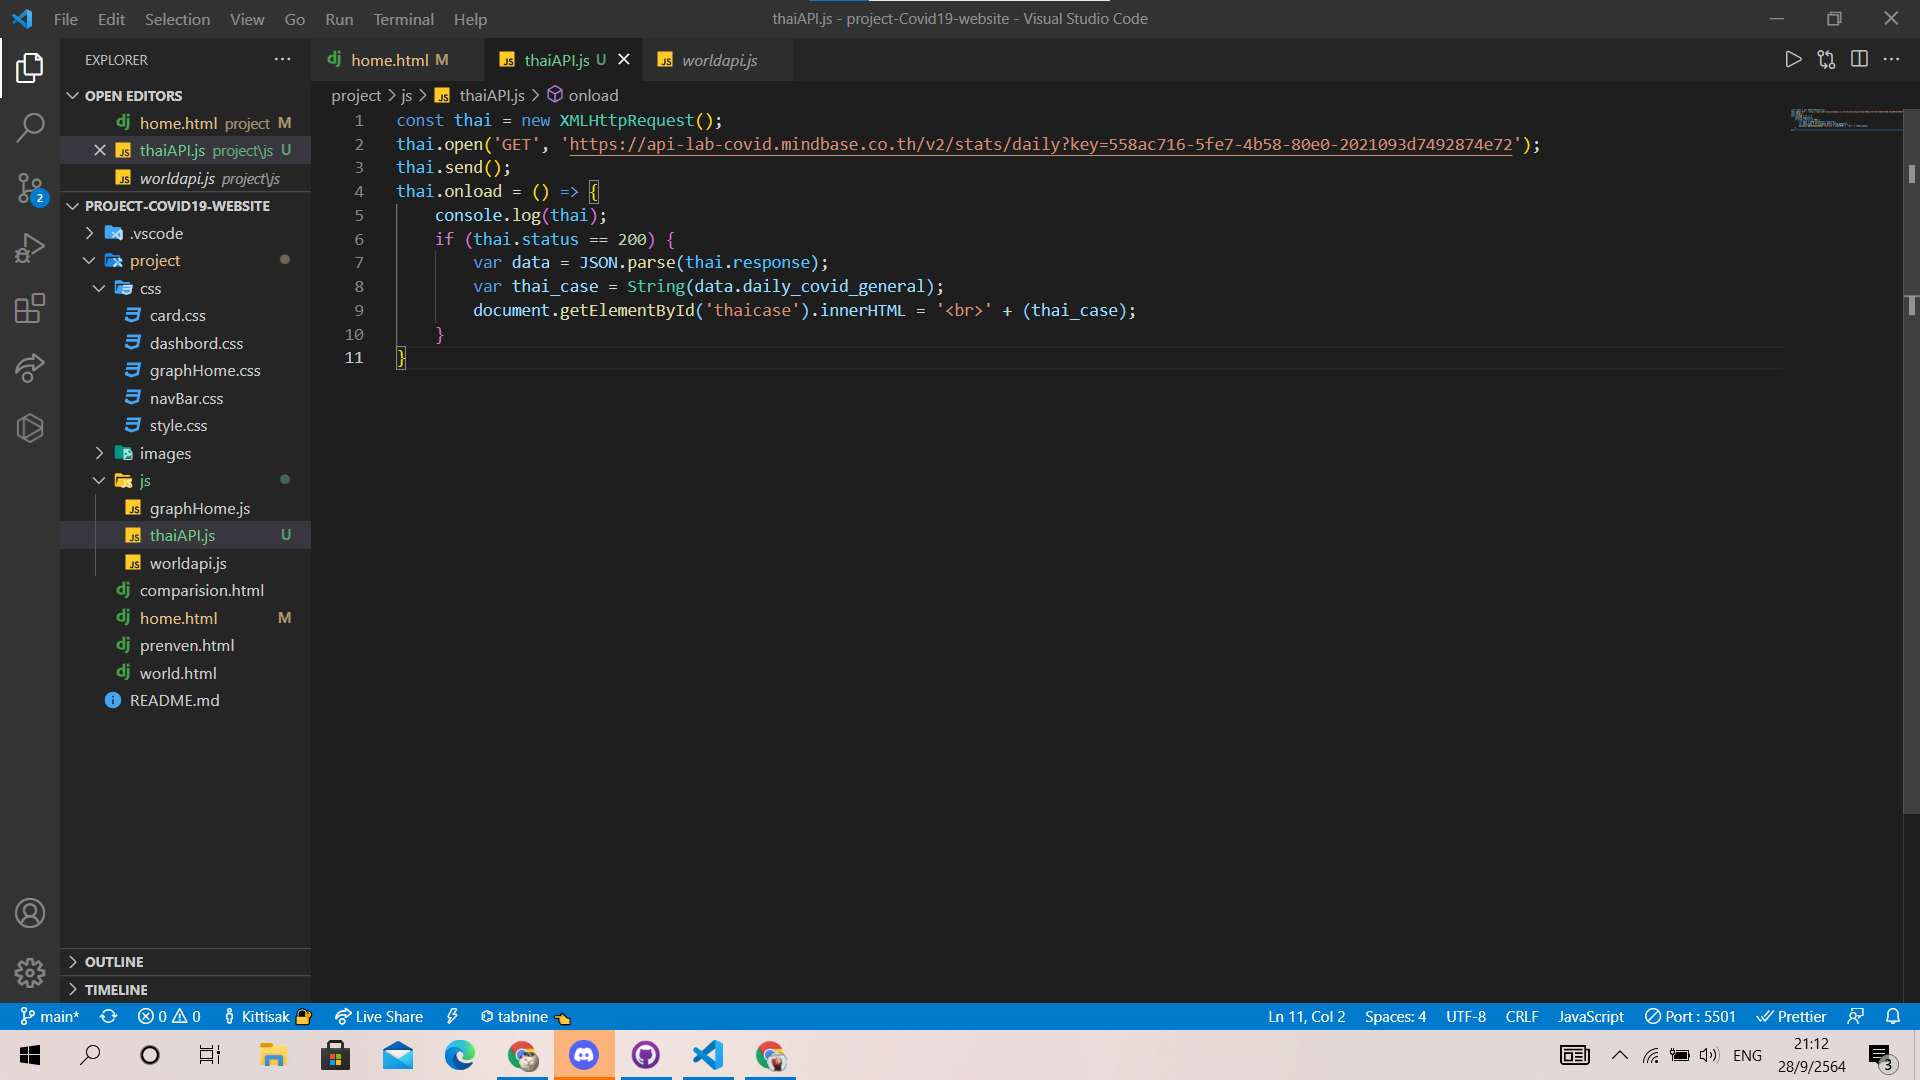 File Edit Selection View Go Run Terminal Help
thaiAPI.js - project-Covid19-website - Visual Studio Code
EXPLORER
OPEN EDITORS
home.html project M
thaiAPI.js project\js U
worldapi.js project\js
PROJECT-COVID19-WEBSITE
.vscode
project
css
card.css
dashbord.css
graphHome.css
navBar.css
style.css
images
js
graphHome.js
thaiAPI.js U
worldapi.js
comparision.html
home.html M
prenven.html
world.html
README.md
OUTLINE
TIMELINE
2
home.html M
thaiAPI.js U
worldapi.js
project > js > thaiAPI.js > onload
1 const thai = new XMLHttpRequest();
2 thai.open('GET', 'https://api-lab-covid.mindbase.co.th/v2/stats/daily?key=558ac716-5fe7-4b58-80e0-2021093d7492874e72');
3 thai.send();
4 thai.onload = () => {
5 console.log(thai);
6 if (thai.status == 200) {
7 var data = JSON.parse(thai.response);
8 var thai_case = String(data.daily_covid_general);
9 document.getElementById('thaicase').innerHTML = '<br>' + (thai_case);
10 }
11 }
main* 0 0 Kittisak Live Share tabnine
Ln 11, Col 2 Spaces: 4 UTF-8 CRLF JavaScript Port : 5501 Prettier
ENG
21:12
28/9/2564
3